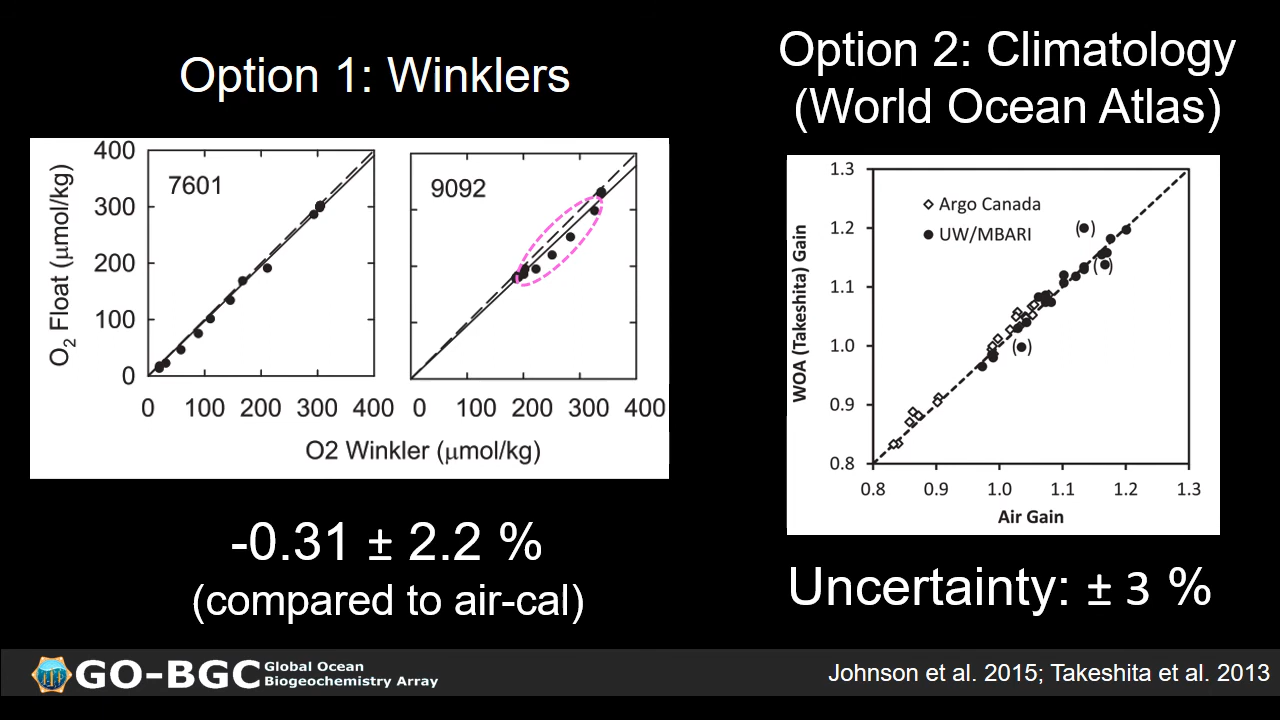 Option 1: Winklers
Option 2: Climatology
(World Ocean Atlas)
O2 Float (μmol/kg)
400
300
200
100
0
7601
9092
0 100 200 300 400
0 200 300 400
O2 Winkler (μmol/kg)
-0.31 ± 2.2 %
(compared to air-cal)
WOA (Takeshita) Gain
1.3
1.2
1.1
1.0
0.9
0.8
Argo Canada
UW/MBARI
( )
( )
( )
0.8 0.9 1.0 1.1 1.2 1.3
Air Gain
Uncertainty: ± 3 %
GO-BGC
Global Ocean
Biogeochemistry Array
Johnson et al. 2015; Takeshita et al. 2013